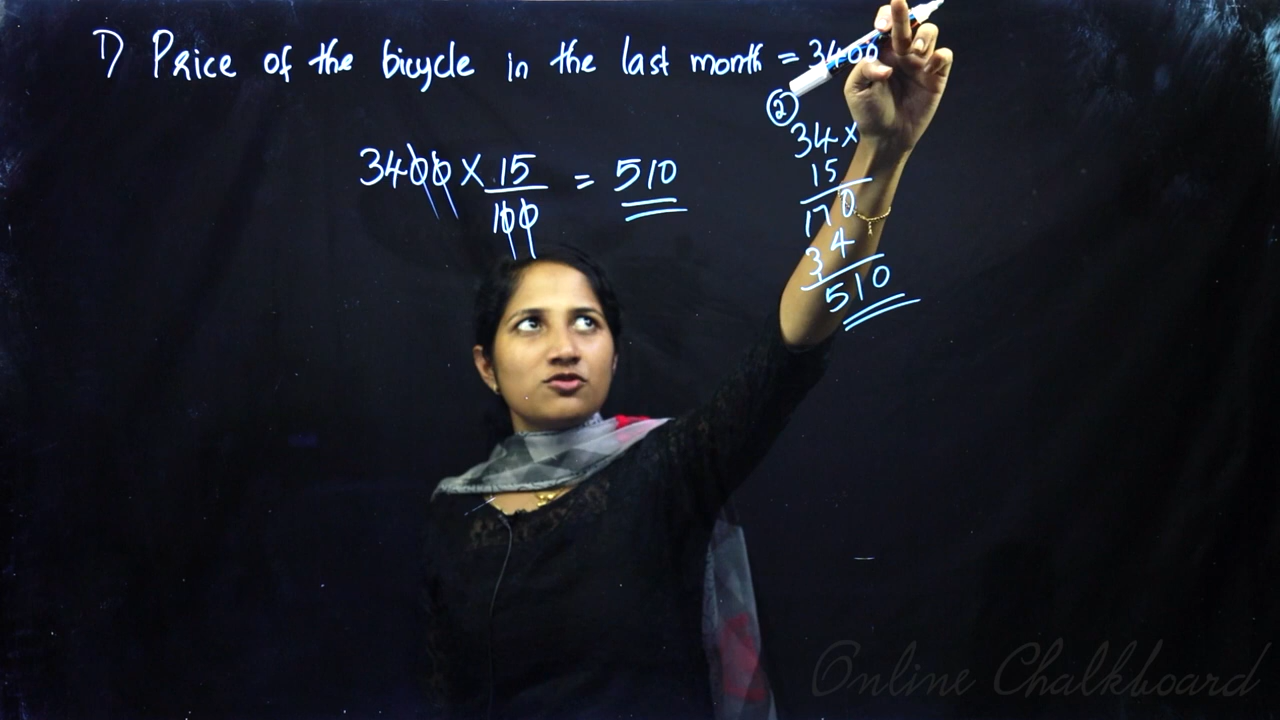 1) Price of the bicycle in the last month = 3400
3400 × 15/100 = 510
②
34 ×
15
170
34
510
Online Chalkboard